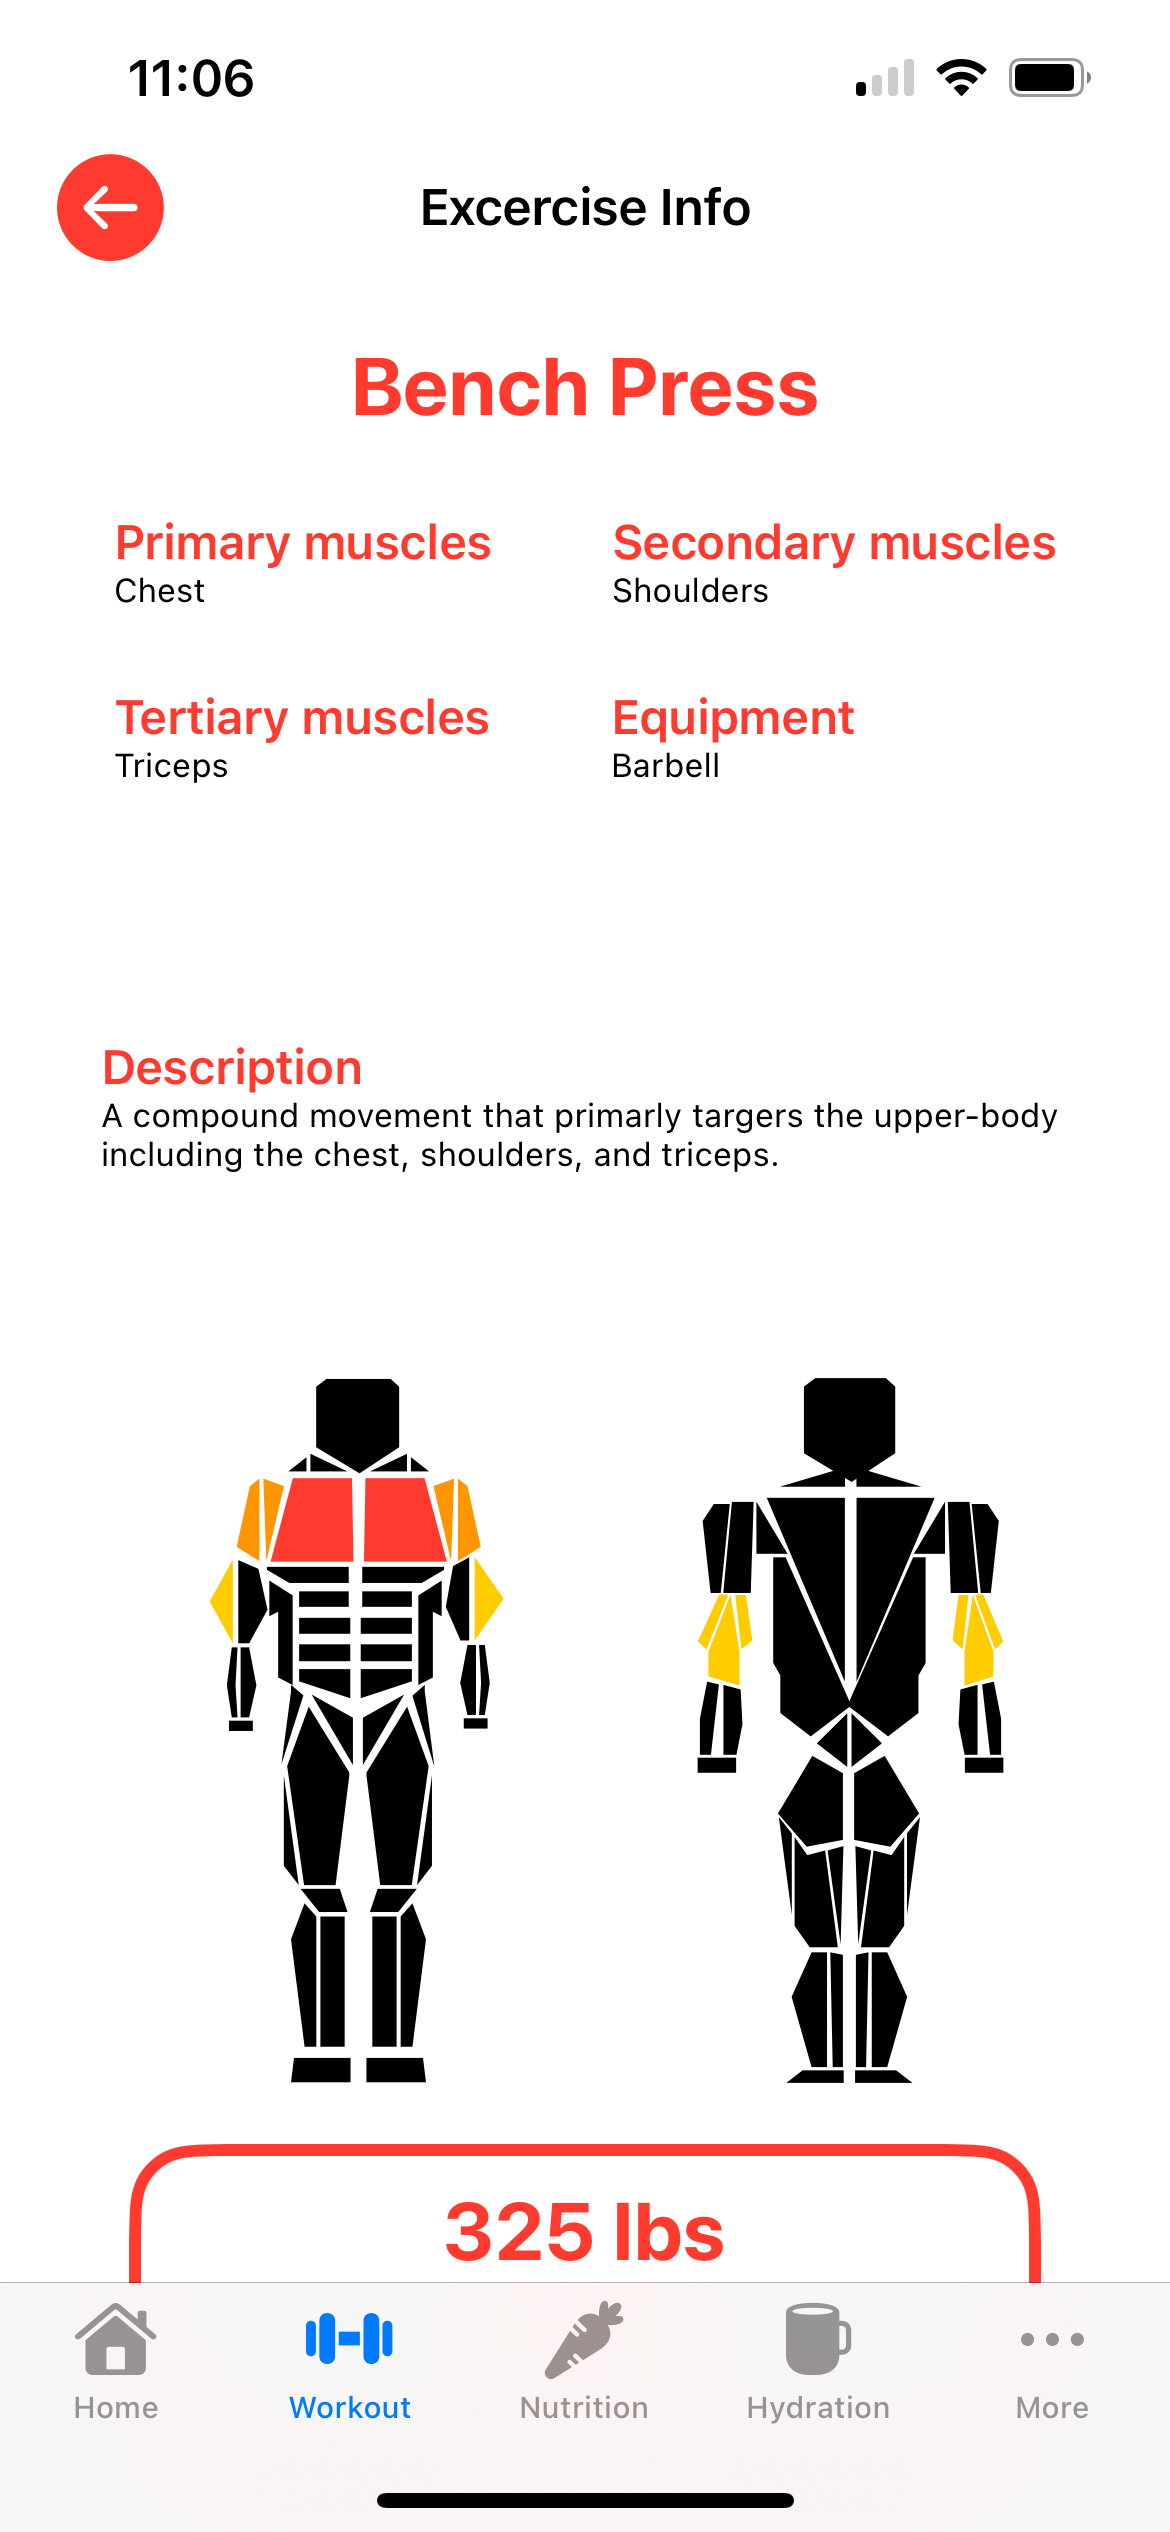 11:06
Excercise Info
Bench Press
Primary muscles
Chest
Secondary muscles
Shoulders
Tertiary muscles
Triceps
Equipment
Barbell
Description
A compound movement that primarly targers the upper-body
including the chest, shoulders, and triceps.
325 lbs
Home
Workout
Nutrition
Hydration
More